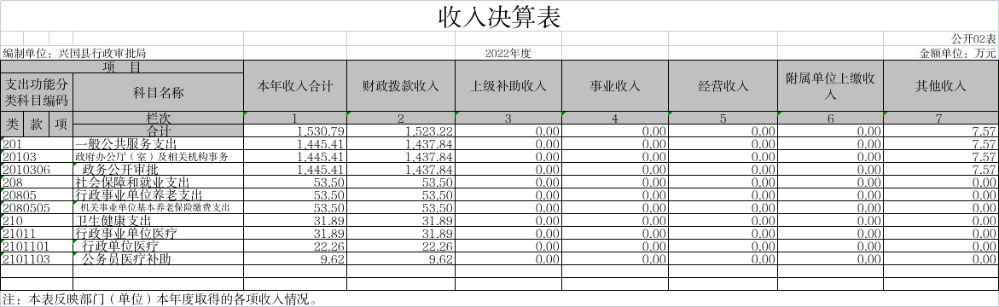 收入决算表
公开02表
编制单位：兴国县行政审批局 2022年度 金额单位：万元
项 目 本年收入合计 财政拨款收入 上级补助收入 事业收入 经营收入 附属单位上缴收入 其他收入
支出功能分类科目编码 科目名称
类 款 项 栏次 1 2 3 4 5 6 7
合计 1,530.79 1,523.22 0.00 0.00 0.00 0.00 7.57
201 一般公共服务支出 1,445.41 1,437.84 0.00 0.00 0.00 0.00 7.57
20103 政府办公厅（室）及相关机构事务 1,445.41 1,437.84 0.00 0.00 0.00 0.00 7.57
2010306 政务公开审批 1,445.41 1,437.84 0.00 0.00 0.00 0.00 7.57
208 社会保障和就业支出 53.50 53.50 0.00 0.00 0.00 0.00 0.00
20805 行政事业单位养老支出 53.50 53.50 0.00 0.00 0.00 0.00 0.00
2080505 机关事业单位基本养老保险缴费支出 53.50 53.50 0.00 0.00 0.00 0.00 0.00
210 卫生健康支出 31.89 31.89 0.00 0.00 0.00 0.00 0.00
21011 行政事业单位医疗 31.89 31.89 0.00 0.00 0.00 0.00 0.00
2101101 行政单位医疗 22.26 22.26 0.00 0.00 0.00 0.00 0.00
2101103 公务员医疗补助 9.62 9.62 0.00 0.00 0.00 0.00 0.00
注：本表反映部门（单位）本年度取得的各项收入情况。